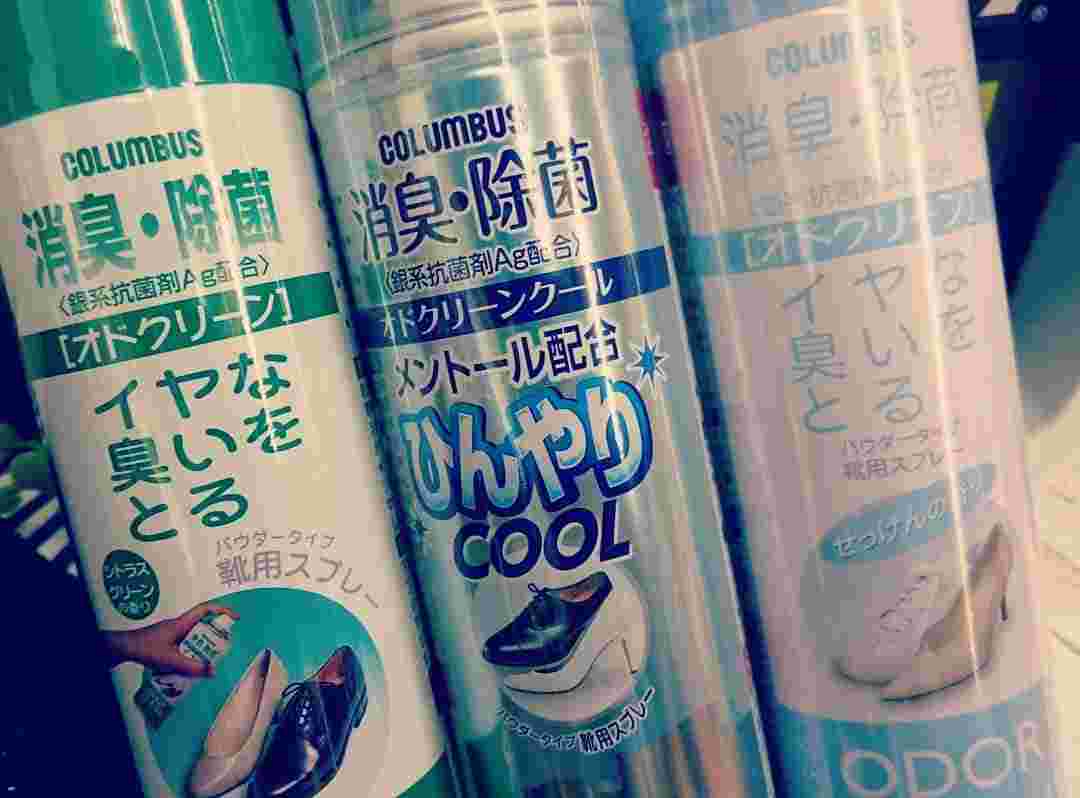 COLUMBUS
消臭・除菌
〈銀系抗菌剤Ag配合〉
[オドクリーン]
イヤな
臭いを
とる
シトラス
グリーン
の香り
パウダータイプ
靴用スプレー
COLUMBUS
消臭・除菌
〈銀系抗菌剤Ag配合〉
オドクリーンクール
メントール配合
ひんやり
COOL
パウダータイプ 靴用スプレー
COLUMBUS
消臭・除菌
[オドクリーン]
イヤな
臭いを
とる
パウダータイプ
靴用スプレー
せっけんの
ODOR